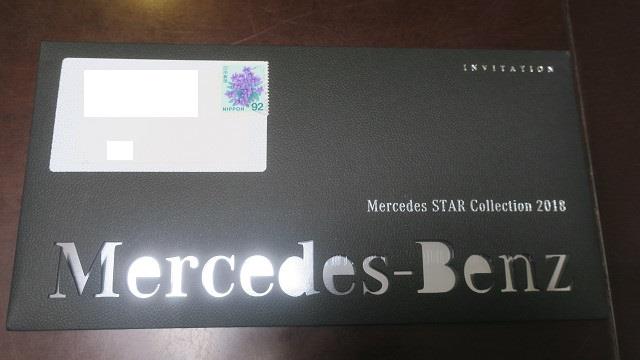 INVITATION
NIPPON 92
Mercedes STAR Collection 2018
Mercedes-Benz